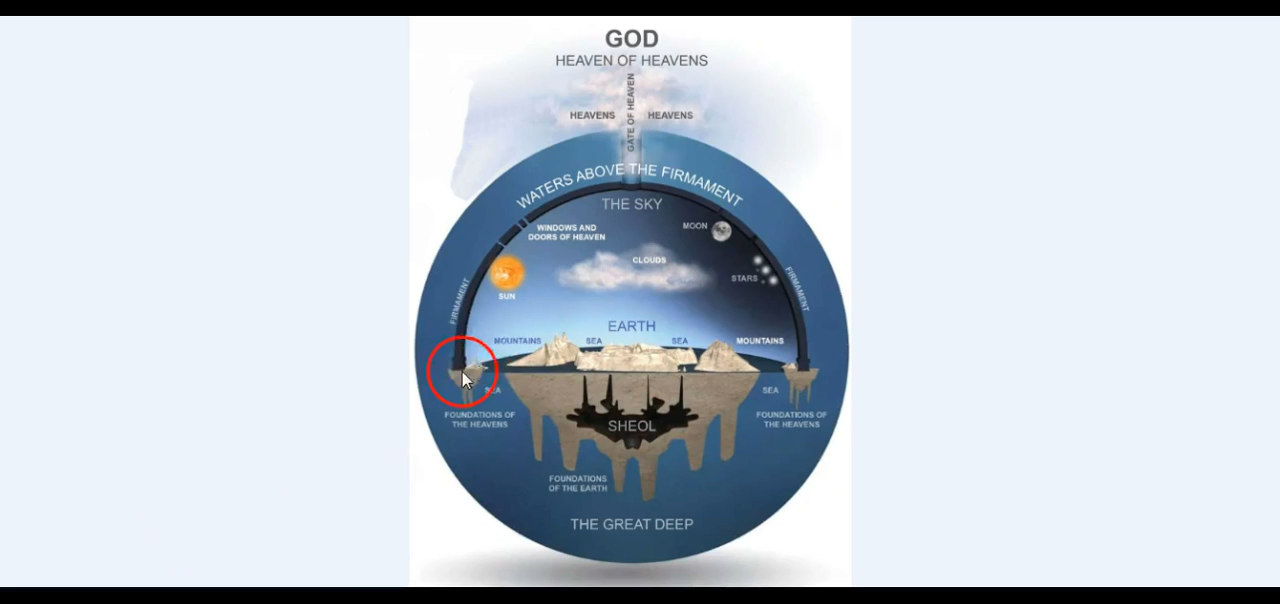 GOD
HEAVEN OF HEAVENS
GATE OF HEAVEN
HEAVENS
HEAVENS
WATERS ABOVE THE FIRMAMENT
THE SKY
WINDOWS AND
DOORS OF HEAVEN
MOON
CLOUDS
STARS
SUN
FIRMAMENT
FIRMAMENT
EARTH
MOUNTAINS
SEA
SEA
MOUNTAINS
SEA
SEA
FOUNDATIONS OF
THE HEAVENS
FOUNDATIONS OF
THE HEAVENS
SHEOL
FOUNDATIONS
OF THE EARTH
THE GREAT DEEP